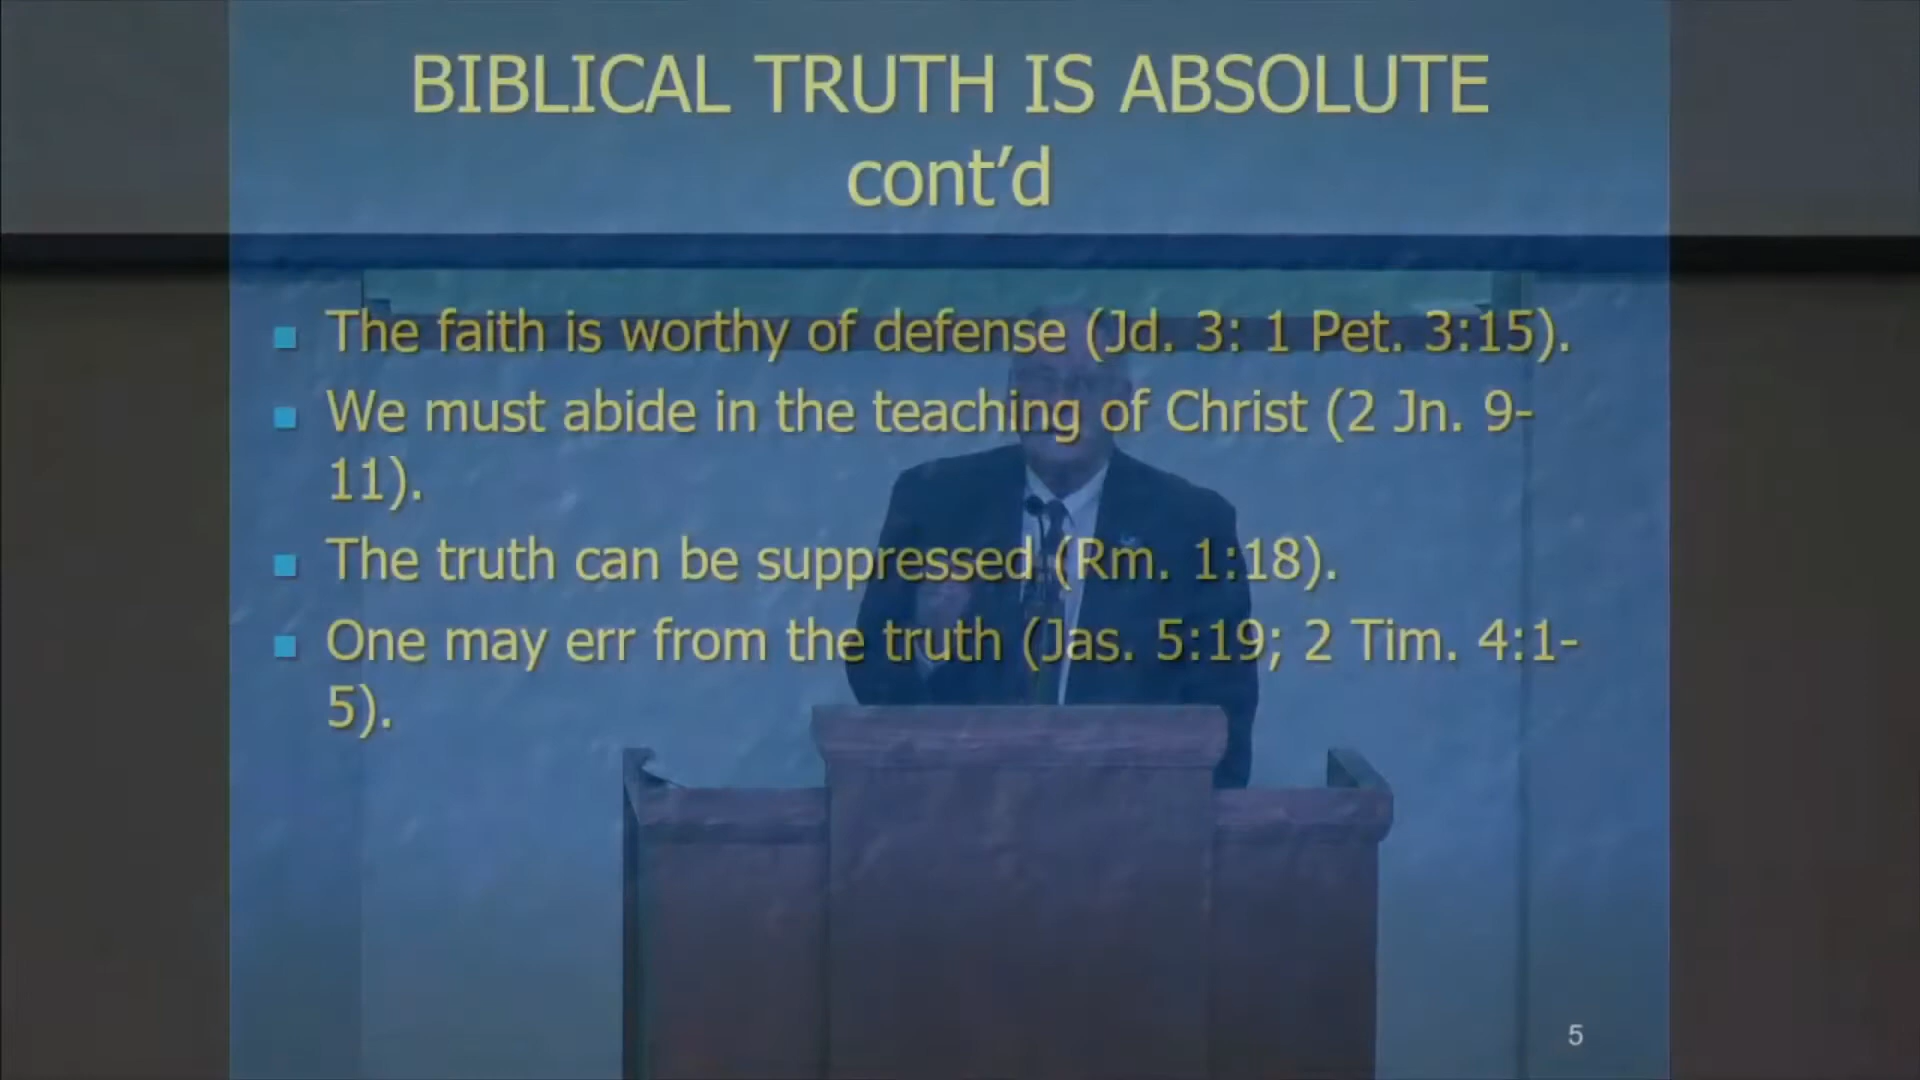 BIBLICAL TRUTH IS ABSOLUTE
cont’d
The faith is worthy of defense (Jd. 3: 1 Pet. 3:15).
We must abide in the teaching of Christ (2 Jn. 9-
11).
The truth can be suppressed (Rm. 1:18).
One may err from the truth (Jas. 5:19; 2 Tim. 4:1-
5).
5